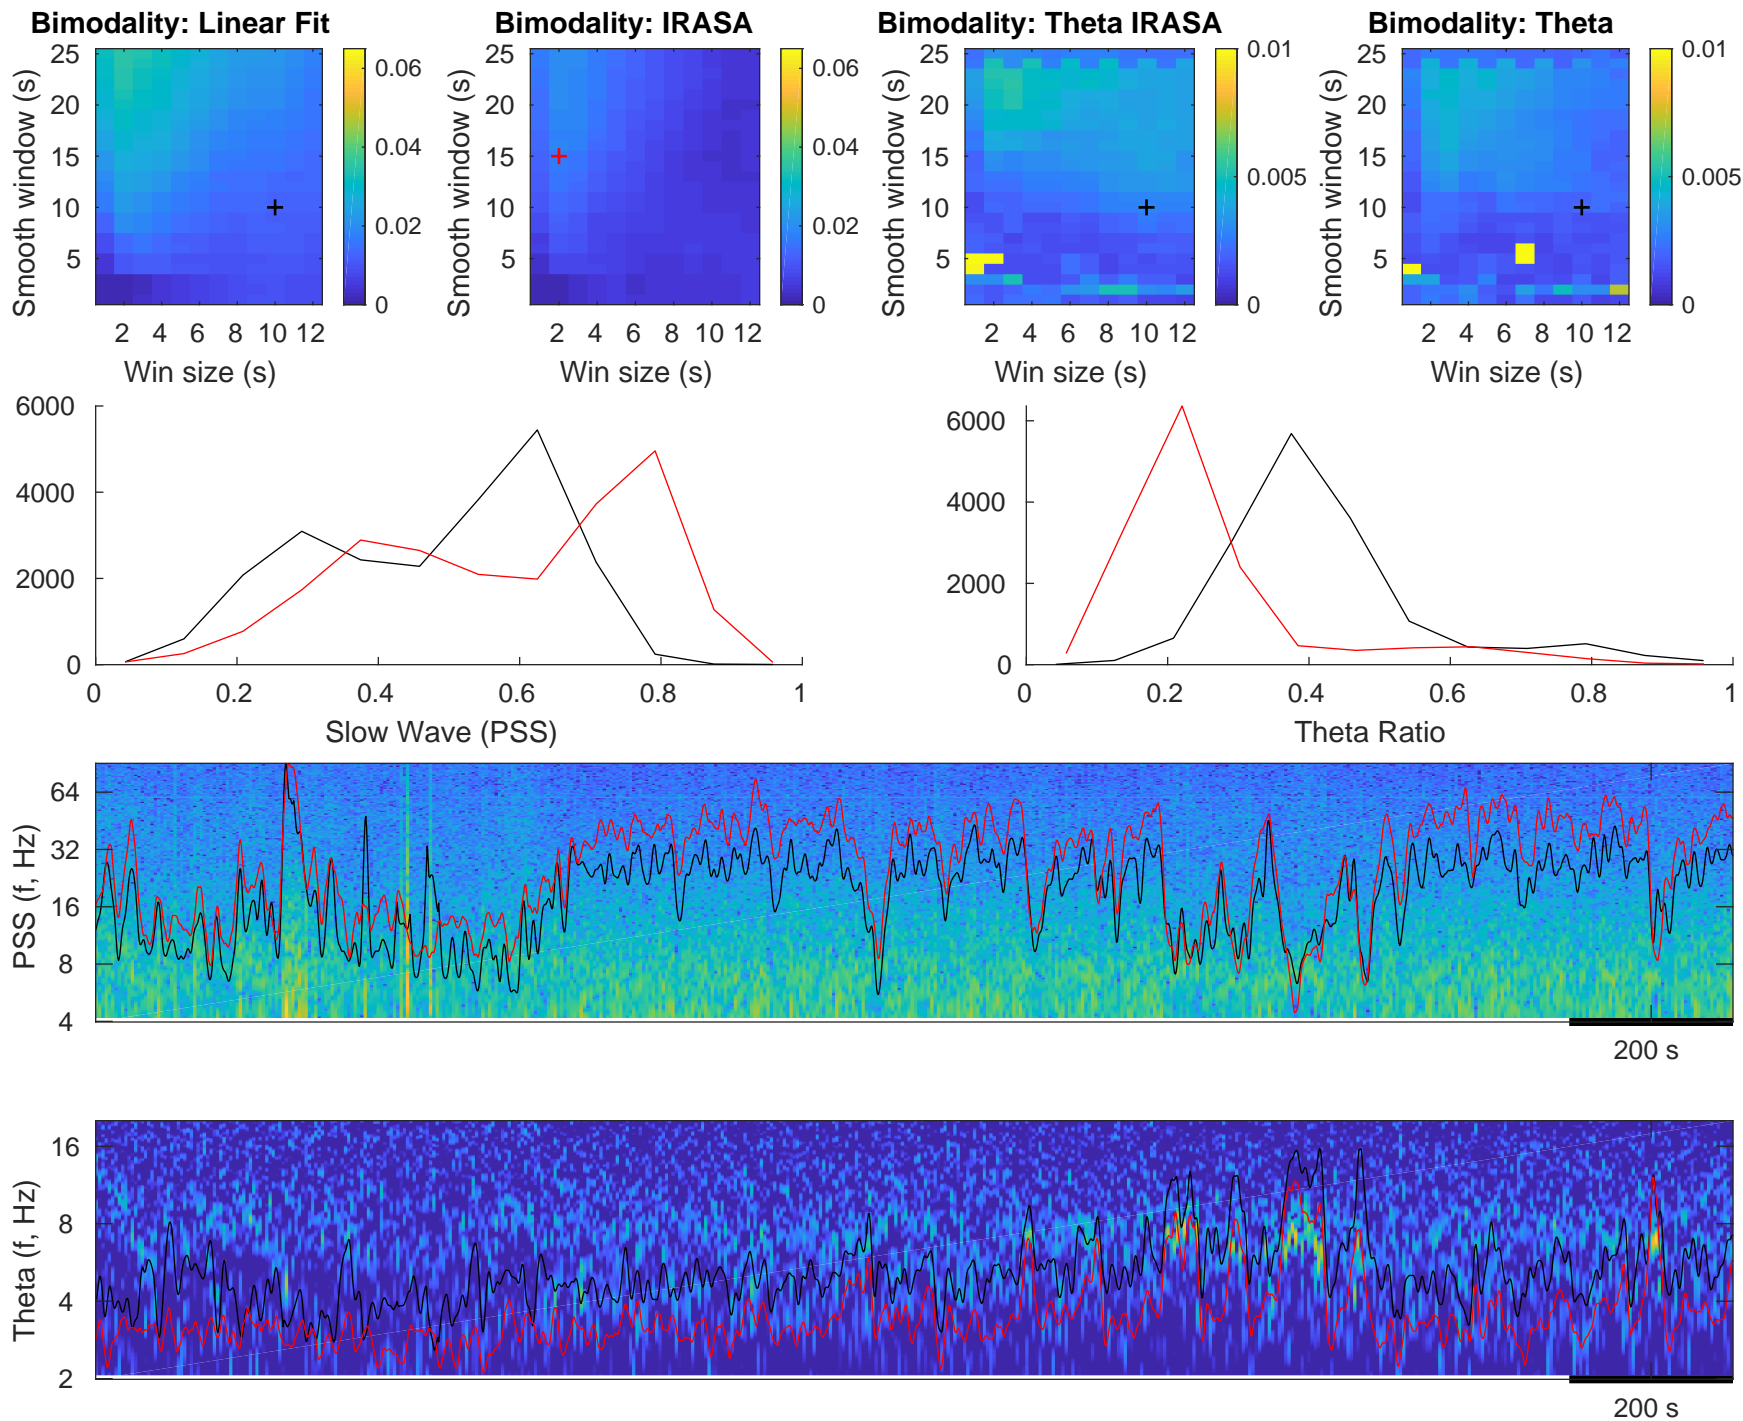 Bimodality: Linear Fit
Bimodality: IRASA
Bimodality: Theta IRASA
Bimodality: Theta
Smooth window (s)
25
20
15
10
5
2 4 6 8 10 12
Win size (s)
0.06
0.04
0.02
0
Smooth window (s)
25
20
15
10
5
2 4 6 8 10 12
Win size (s)
0.06
0.04
0.02
0
Smooth window (s)
25
20
15
10
5
2 4 6 8 10 12
Win size (s)
0.01
0.005
0
Smooth window (s)
25
20
15
10
5
2 4 6 8 10 12
Win size (s)
0.01
0.005
0
6000
4000
2000
0
0 0.2 0.4 0.6 0.8 1
Slow Wave (PSS)
6000
4000
2000
0
0 0.2 0.4 0.6 0.8 1
Theta Ratio
PSS (f, Hz)
64
32
16
8
4
200 s
Theta (f, Hz)
16
8
4
2
200 s